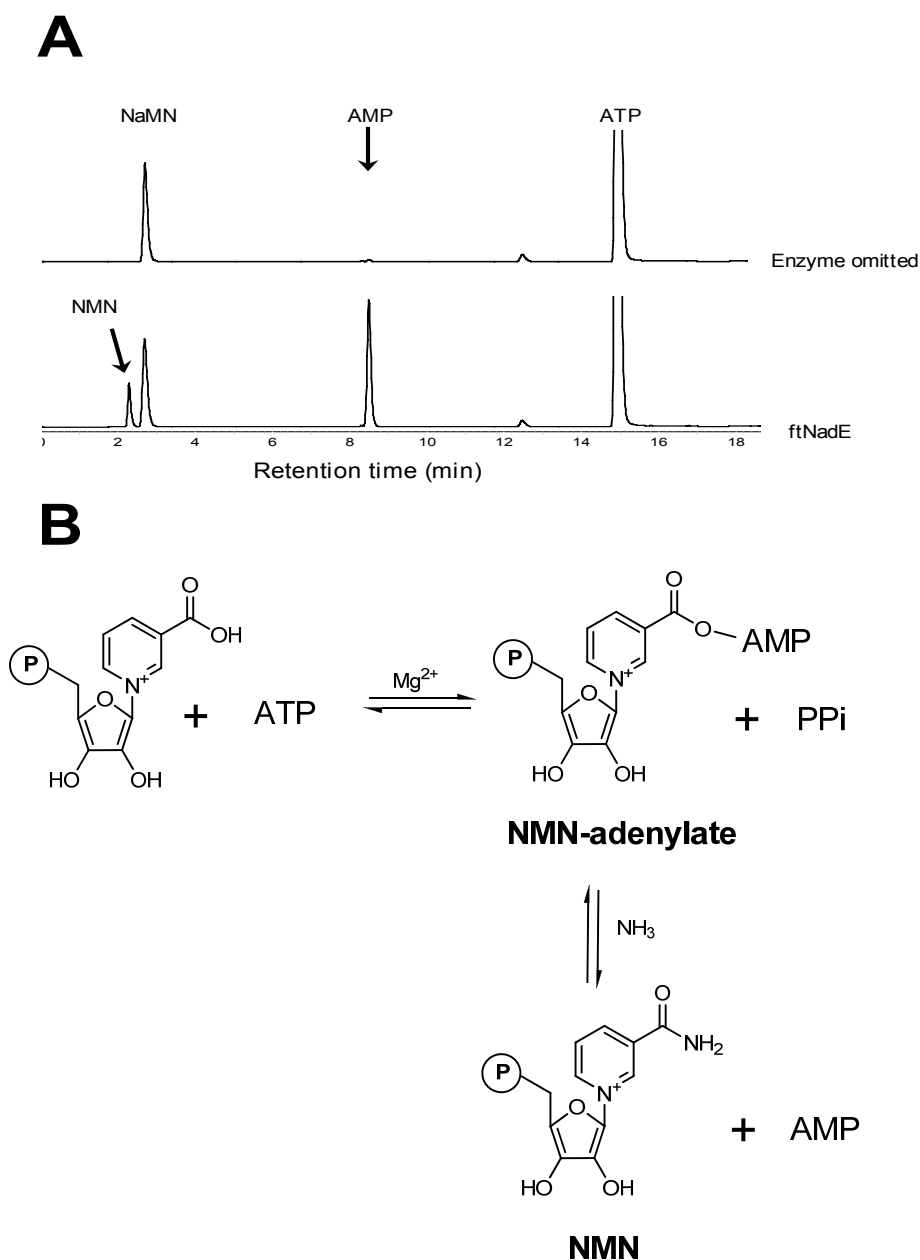 A
NaMN AMP ATP
Enzyme omitted
NMN
ftNadE
0 2 4 6 8 10 12 14 16 18
Retention time (min)
B
O
OH
P
N+
O
HO OH
+ ATP
Mg2+
O
O AMP
P
N+
O
HO OH
+ PPi
NMN-adenylate
NH3
O
NH2
P
N+
O
HO OH
+ AMP
NMN